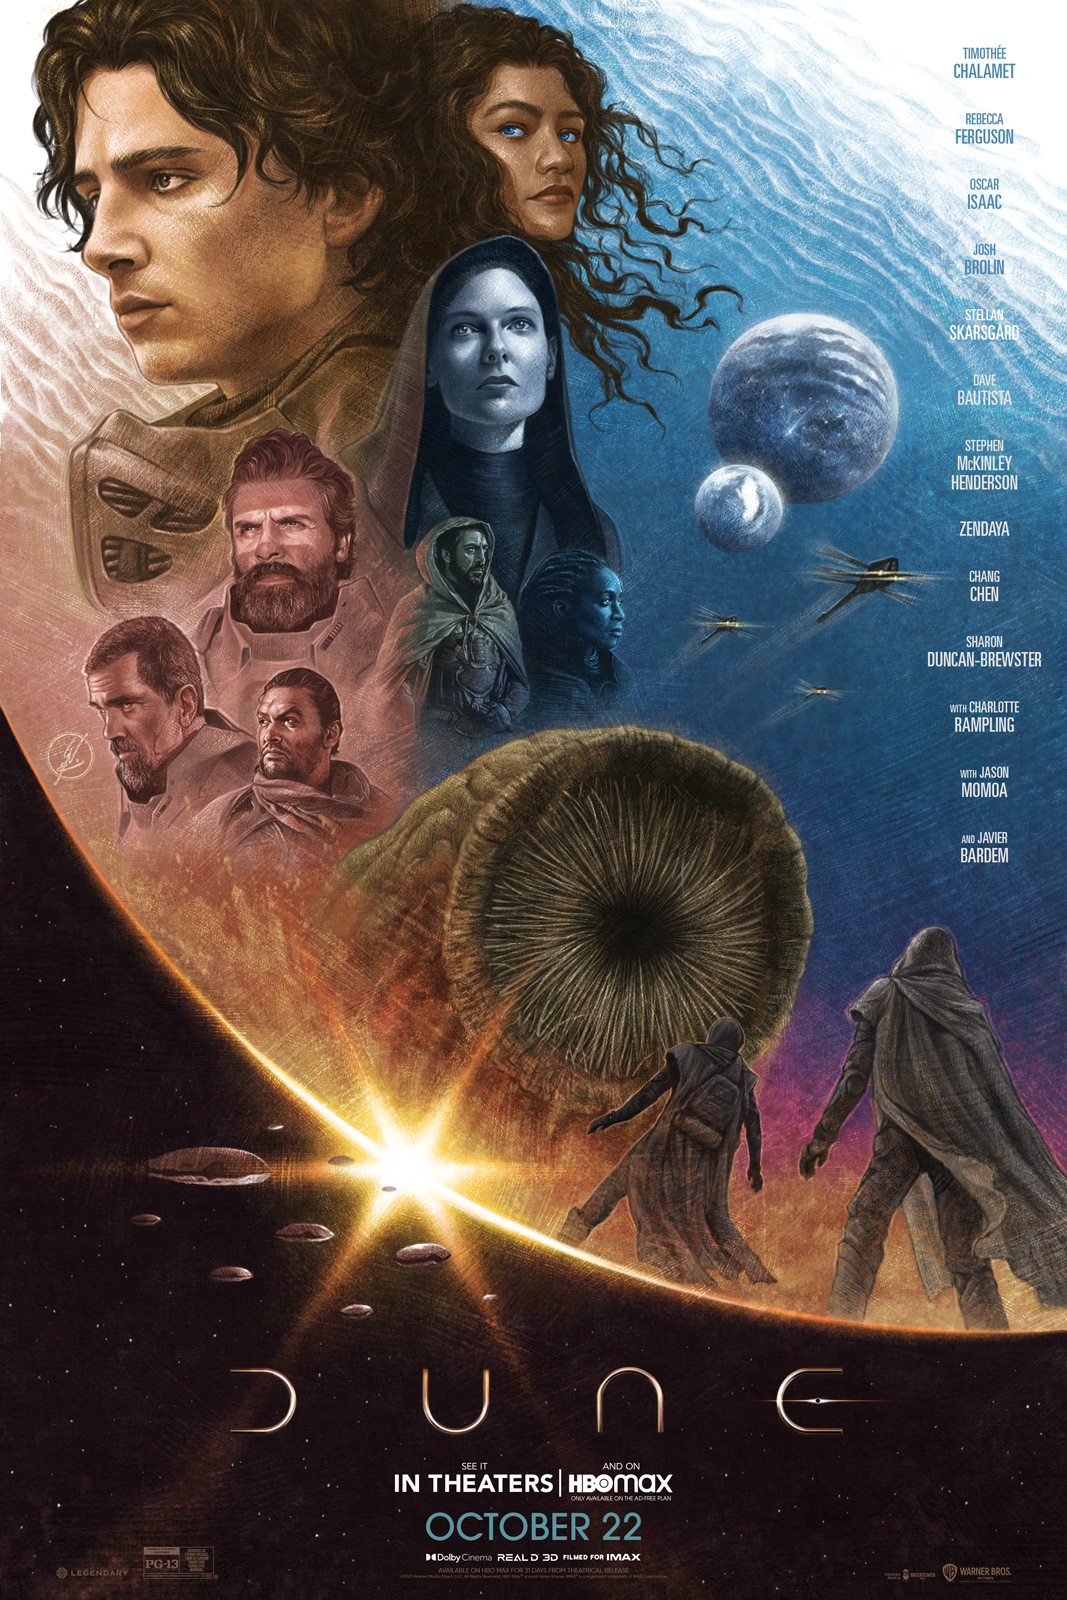 TIMOTHÉE
CHALAMET
REBECCA
FERGUSON
OSCAR
ISAAC
JOSH
BROLIN
STELLAN
SKARSGÅRD
DAVE
BAUTISTA
STEPHEN
McKINLEY
HENDERSON
ZENDAYA
CHANG
CHEN
SHARON
DUNCAN-BREWSTER
WITH CHARLOTTE
RAMPLING
WITH JASON
MOMOA
AND JAVIER
BARDEM
DUNE
SEE IT
IN THEATERS
AND ON
HBOMAX
ONLY AVAILABLE ON THE AD-FREE PLAN
OCTOBER 22
Dolby Cinema REAL D 3D FILMED FOR IMAX
AVAILABLE ON HBO MAX FOR 31 DAYS FROM THEATRICAL RELEASE
LEGENDARY
PG-13
WARNER BROS.
PICTURES